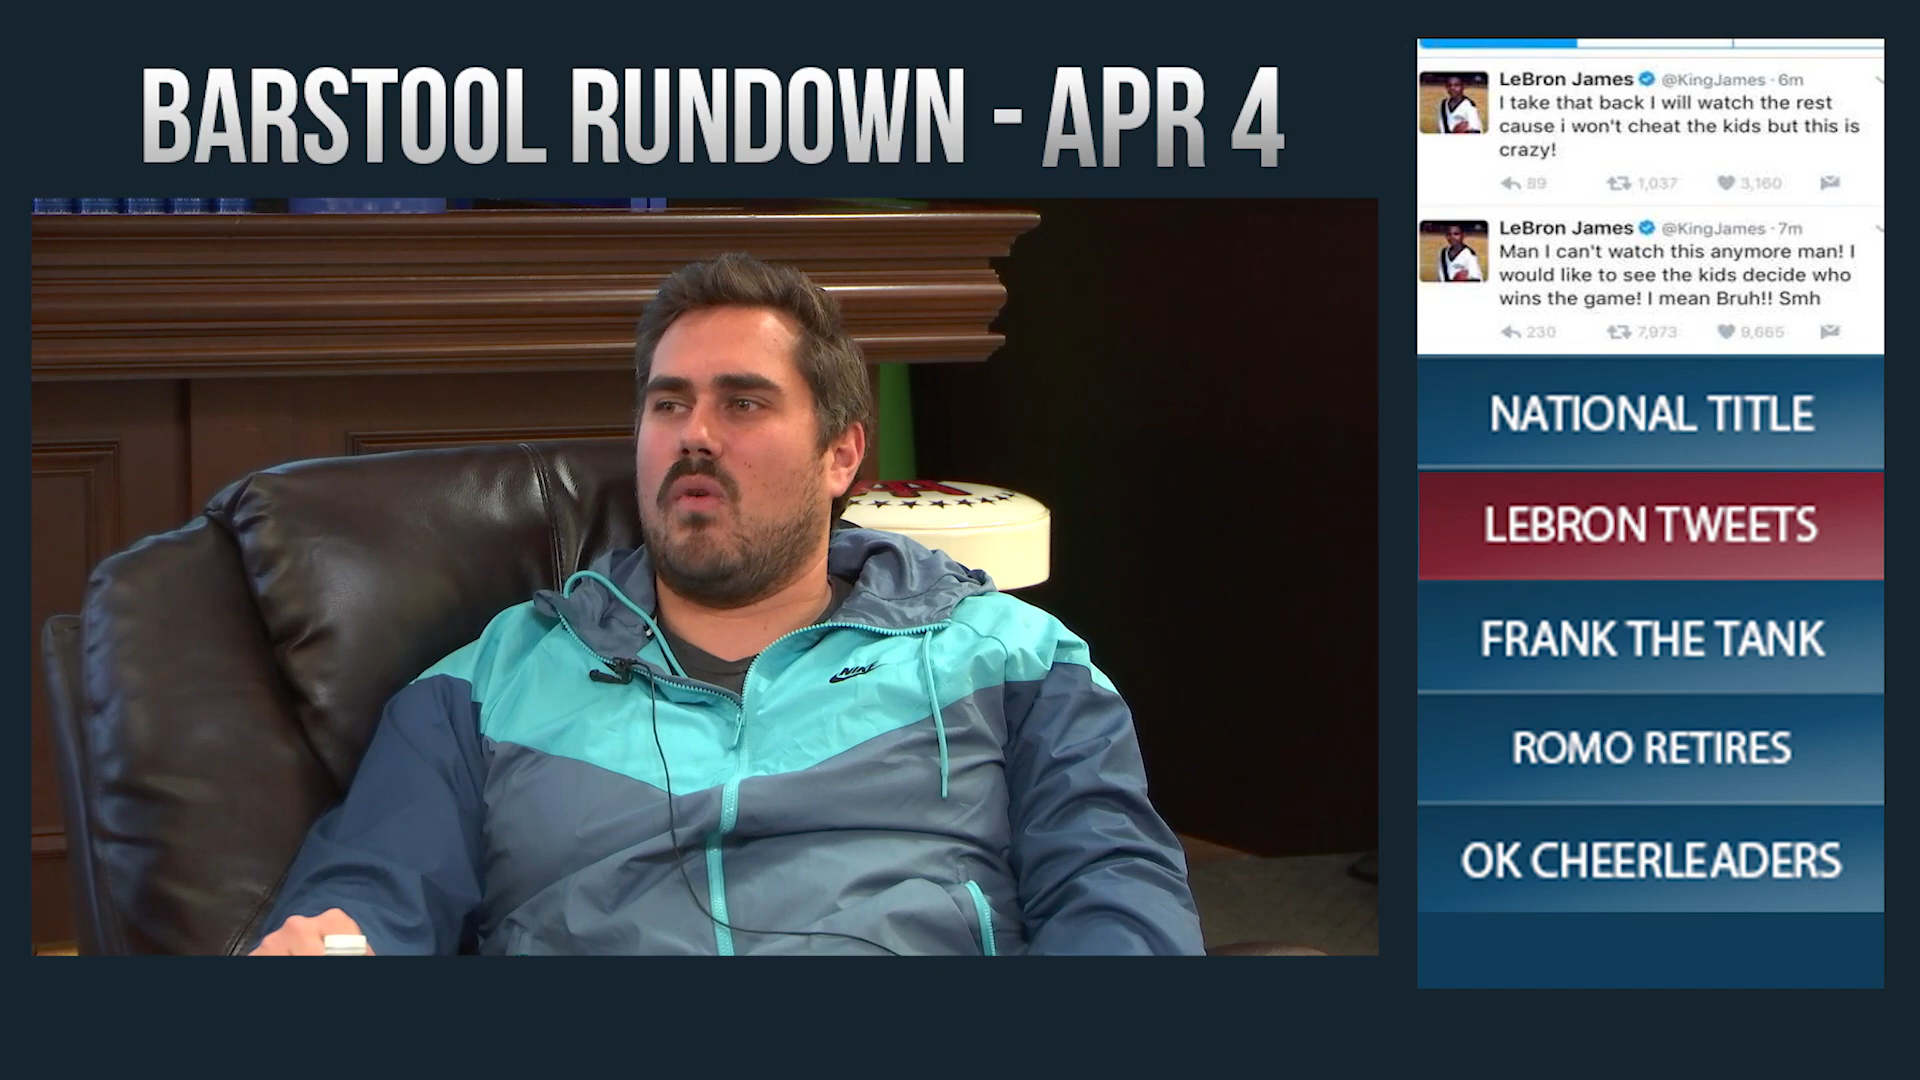 BARSTOOL RUNDOWN - APR 4
LeBron James @KingJames · 6m
I take that back I will watch the rest
cause i won't cheat the kids but this is
crazy!
89 1,037 3,160
LeBron James @KingJames · 7m
Man I can't watch this anymore man! I
would like to see the kids decide who
wins the game! I mean Bruh!! Smh
230 7,973 9,665
NATIONAL TITLE
LEBRON TWEETS
FRANK THE TANK
ROMO RETIRES
OK CHEERLEADERS
NIKE